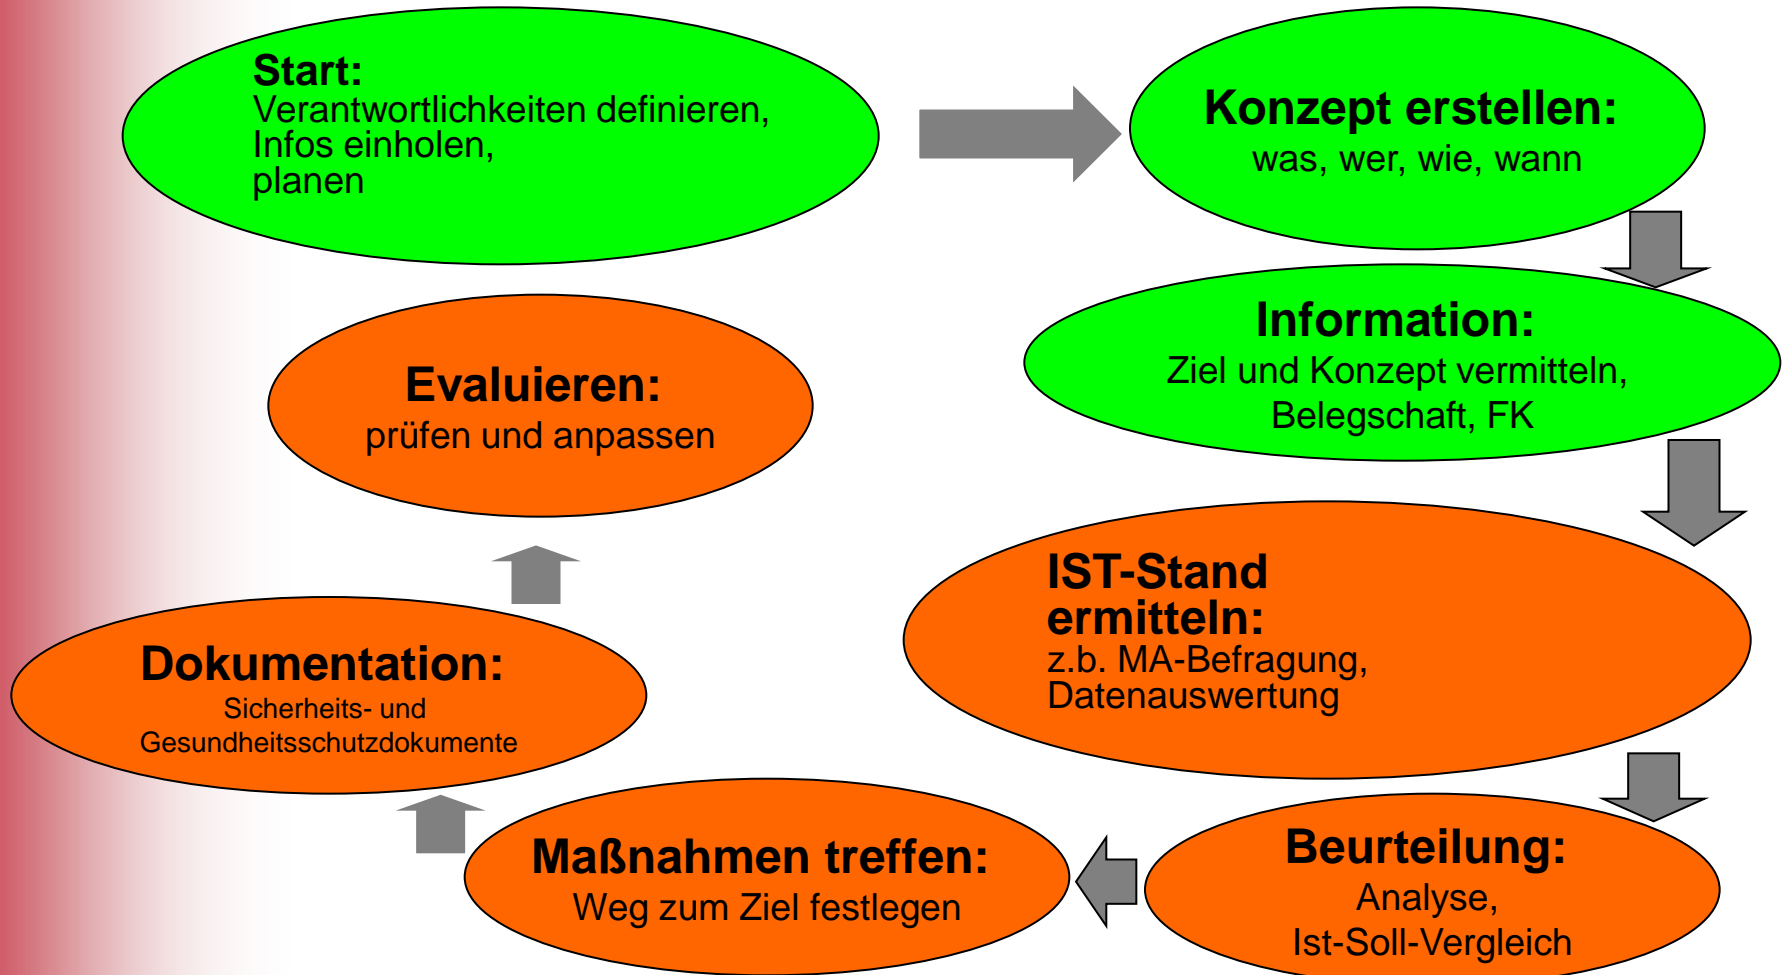 Start:
Verantwortlichkeiten definieren,
Infos einholen,
planen
Konzept erstellen:
was, wer, wie, wann
Information:
Ziel und Konzept vermitteln,
Belegschaft, FK
IST-Stand
ermitteln:
z.b. MA-Befragung,
Datenauswertung
Beurteilung:
Analyse,
Ist-Soll-Vergleich
Maßnahmen treffen:
Weg zum Ziel festlegen
Dokumentation:
Sicherheits- und
Gesundheitsschutzdokumente
Evaluieren:
prüfen und anpassen